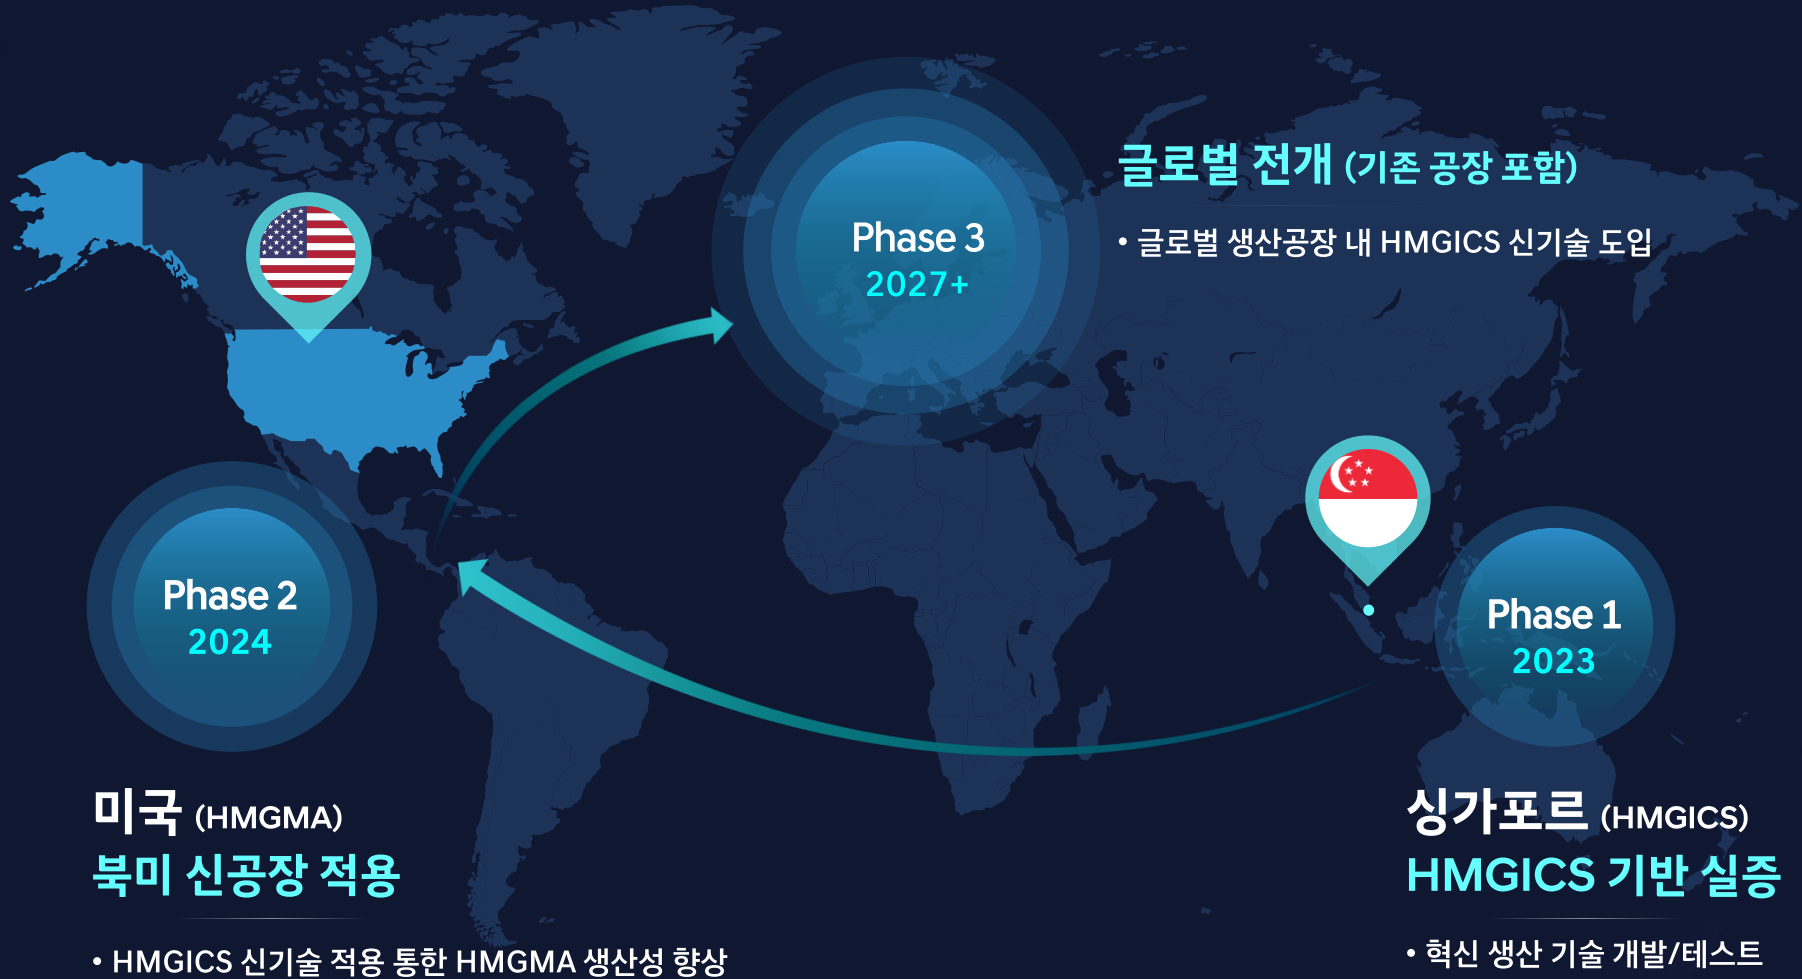 Phase 3
2027+
글로벌 전개 (기존 공장 포함)
• 글로벌 생산공장 내 HMGICS 신기술 도입
Phase 2
2024
미국 (HMGMA)
북미 신공장 적용
• HMGICS 신기술 적용 통한 HMGMA 생산성 향상
Phase 1
2023
싱가포르 (HMGICS)
HMGICS 기반 실증
• 혁신 생산 기술 개발/테스트